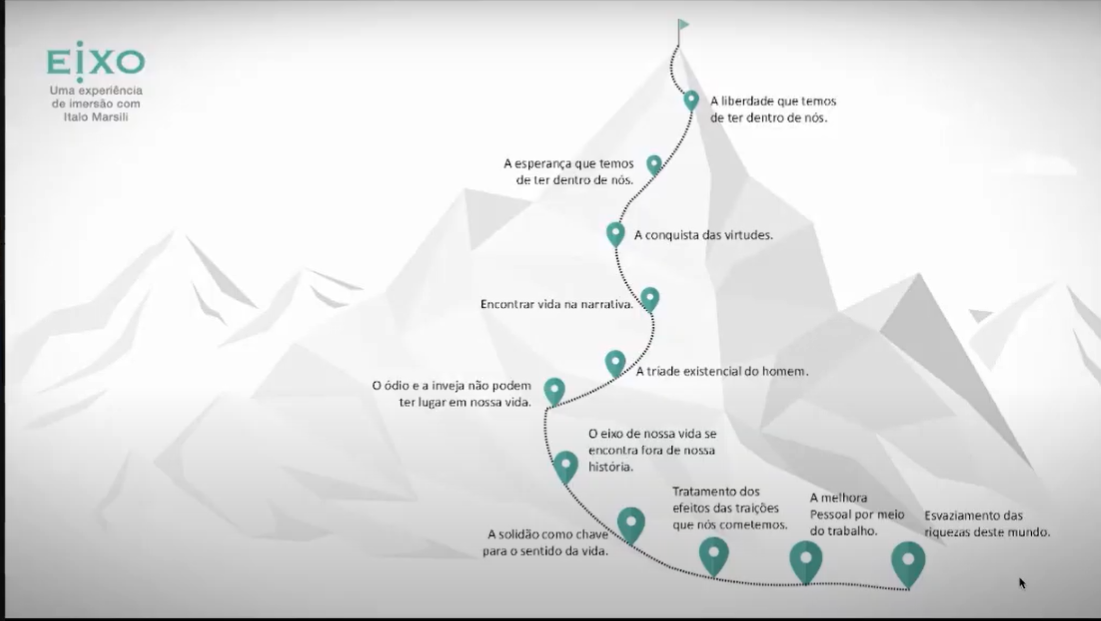 EiXO
Uma experiência
de imersão com
Italo Marsili
A liberdade que temos
de ter dentro de nós.
A esperança que temos
de ter dentro de nós.
A conquista das virtudes.
Encontrar vida na narrativa.
A triade existencial do homem.
O ódio e a inveja não podem
ter lugar em nossa vida.
O eixo de nossa vida se
encontra fora de nossa
história.
A solidão como chave
para o sentido da vida.
Tratamento dos
efeitos das traições
que nós cometemos.
A melhora
Pessoal por meio
do trabalho.
Esvaziamento das
riquezas deste mundo.